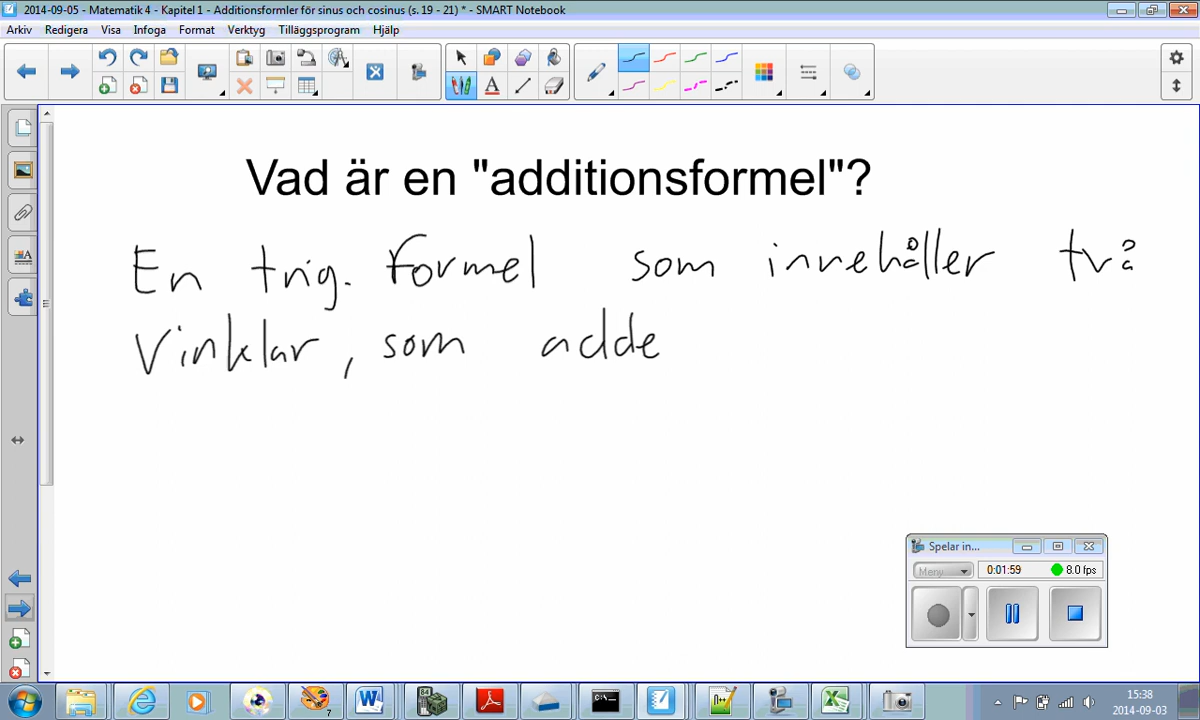 2014-09-05 - Matematik 4 - Kapitel 1 - Additionsformler för sinus och cosinus (s. 19 - 21) * - SMART Notebook
Arkiv Redigera Visa Infoga Format Verktyg Tilläggsprogram Hjälp
Vad är en "additionsformel"?
En trig. formel som innehåller två
vinklar, som adde
Spelar in...
Meny 0:01:59 8.0 fps
15:38
2014-09-03